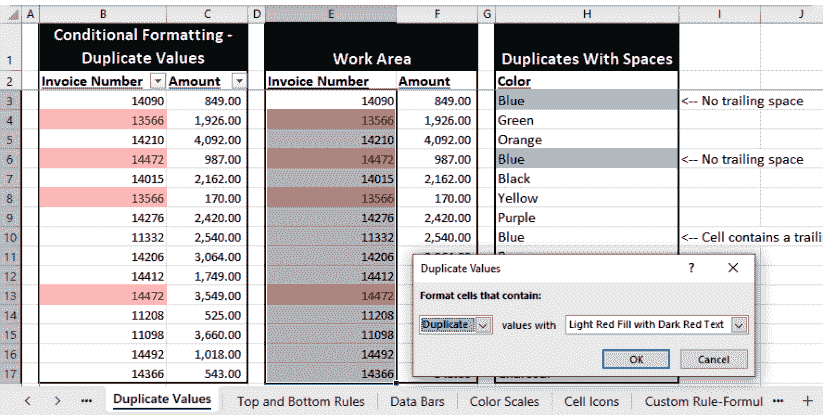 A B C D E F G H I J
1 Conditional Formatting - Duplicate Values Work Area Duplicates With Spaces
2 Invoice Number Amount Invoice Number Amount Color
3 14090 849.00 14090 849.00 Blue <-- No trailing space
4 13566 1,926.00 13566 1,926.00 Green
5 14210 4,092.00 14210 4,092.00 Orange
6 14472 987.00 14472 987.00 Blue <-- No trailing space
7 14015 2,162.00 14015 2,162.00 Black
8 13566 170.00 13566 170.00 Yellow
9 14276 2,420.00 14276 2,420.00 Purple
10 11332 2,540.00 11332 2,540.00 Blue <-- Cell contains a traili
11 14206 3,064.00 14206
12 14412 1,749.00 14412
13 14472 3,549.00 14472
14 11208 525.00 11208
15 11098 3,660.00 11098
16 14492 1,018.00 14492
17 14366 543.00 14366
Duplicate Values ? X
Format cells that contain:
Duplicate values with Light Red Fill with Dark Red Text
OK Cancel
< > ... Duplicate Values Top and Bottom Rules Data Bars Color Scales Cell Icons Custom Rule-Formul ... +